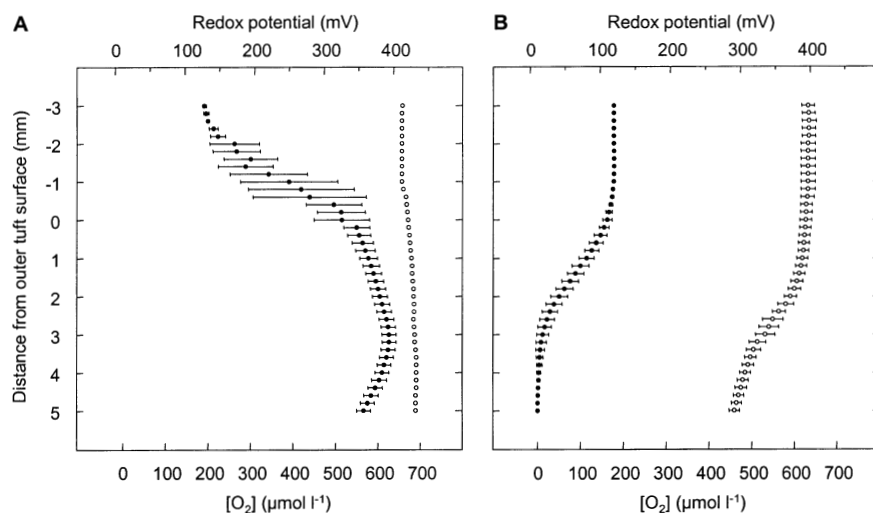 A
Redox potential (mV)
0 100 200 300 400
B
Redox potential (mV)
0 100 200 300 400
Distance from outer tuft surface (mm)
-3
-2
-1
0
1
2
3
4
5
0 100 200 300 400 500 600 700
[O₂] (µmol l⁻¹)
0 100 200 300 400 500 600 700
[O₂] (µmol l⁻¹)